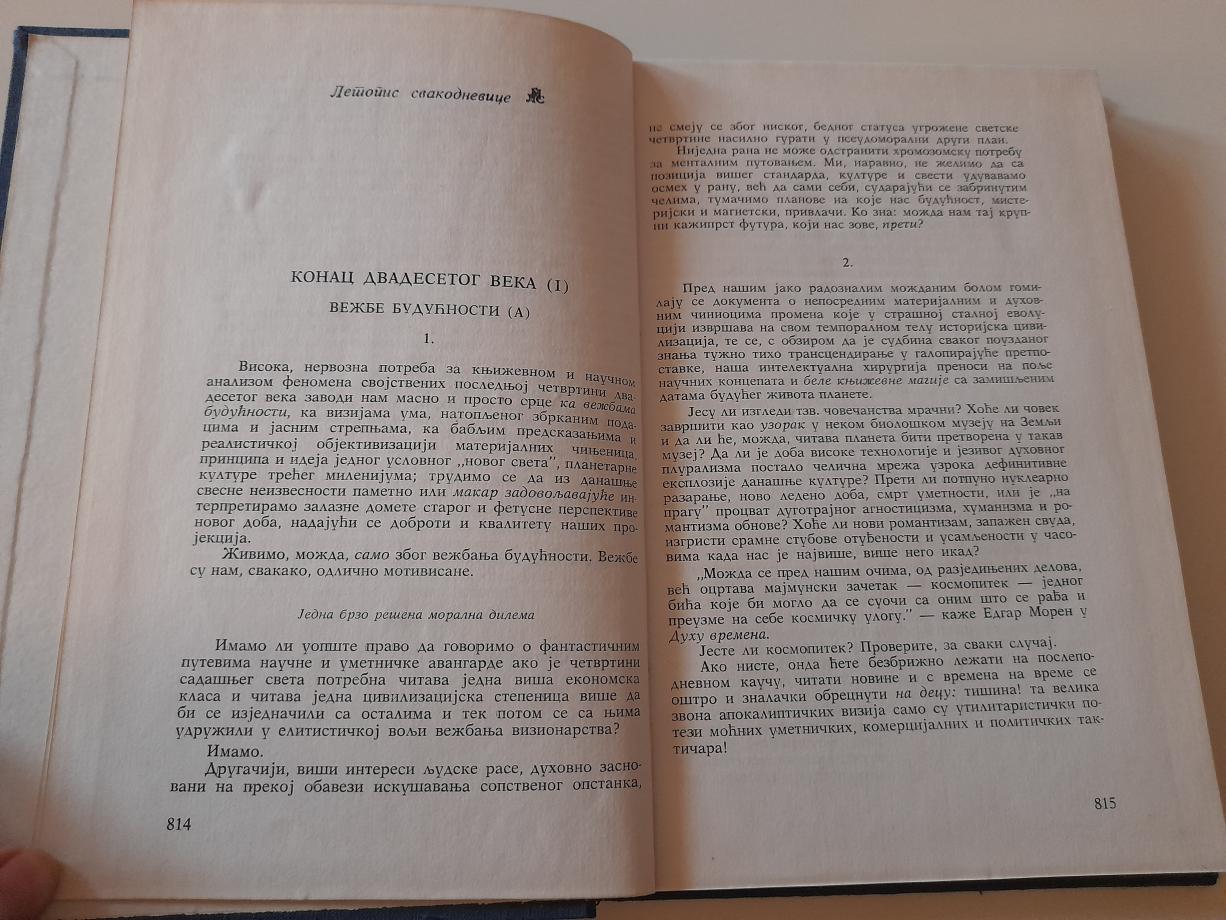 Летопис свакодневице
КОНАЦ ДВАДЕСЕТОГ ВЕКА (I)
ВЕЖБЕ БУДУЋНОСТИ (А)
1.
Висока, нервозна потреба за књижевном и научном
анализом феномена својствених последњој четвртини два-
десетог века заводи нам масно и просто срце ка вежбама
будућности, ка визијама ума, натопљеног збрканим пода-
цима и јасним стрепњама, ка бабљим предсказањима и
реалистичкој објективизацији материјалних чињеница,
принципа и идеја једног условног „новог света", планетарне
културе трећег миленијума; трудимо се да из данашње
свесне неизвесности паметно или макар задовољавајуће ин-
терпретирамо залазне домете старог и фетусне перспективе
новог доба, надајући се доброти и квалитету наших про-
јекција.
Живимо, можда, само због вежбања будућности. Вежбе
су нам, свакако, одлично мотивисане.
Једна брзо решена морална дилема
Имамо ли уопште право да говоримо о фантастичним
путевима научне и уметничке авангарде ако је четвртини
садашњег света потребна читава једна виша економска
класа и читава једна цивилизацијска степеница више да
би се изједначили са осталима и тек потом се са њима
удружили у елитистичкој вољи вежбања визионарства?
Имамо.
Другачији, виши интереси људске расе, духовно засно-
вани на прекој обавези искушавања сопственог опстанка,
814
не смеју се због ниског, бедног статуса угрожене светске
четвртине насилно гурати у псеудоморални други план.
Ниједна рана не може одстранити хромозомску потребу
за менталним путовањем. Ми, наравно, не желимо да са
позиција вишег стандарда, културе и свести удувавамо
осмех у рану, већ да сами себи, сударајући се забринутим
челима, тумачимо планове на које нас будућност, мисте-
ријски и магнетски, привлачи. Ко зна: можда нам тај круп-
ни кажипрст футура, који нас зове, прети?
2.
Пред нашим јако радозналим можданим болом гоми-
лају се документа о непосредним материјалним и духов-
ним чиниоцима промена које у страшној сталној еволу-
цији извршава на свом темпоралном телу историјска циви-
лизација, те се, с обзиром да је судбина сваког поузданог
знања тужно тихо трансцендирање у галопирајуће претпо-
ставке, наша интелектуална хирургија преноси на поље
научних концепата и беле књижевне магије са замишљеним
датама будућег живота планете.
Јесу ли изгледи тзв. човечанства мрачни? Хоће ли човек
завршити као узорак у неком биолошком музеју на Земљи
и да ли ће, можда, читава планета бити претворена у такав
музеј? Да ли је доба високе технологије и језивог духовног
плурализма постало челична мрежа узрока дефинитивне
експлозије данашње културе? Прети ли потпуно нуклеарно
разарање, ново ледено доба, смрт уметности, или је „на
прагу" процват дуготрајног агностицизма, хуманизма и ро-
мантизма обнове? Хоће ли нови романтизам, запажен свуда,
изгристи срамне стубове отуђености и усамљености у часо-
вима када нас је највише, више него икад?
„Можда се пред нашим очима, од разједињених делова,
већ оцртава мајмунски зачетак — космопитек — једног
бића које би могло да се суочи са оним што се рађа и
преузме на себе космичку улогу." — каже Едгар Морен у
Духу времена.
Јесте ли космопитек? Проверите, за сваки случај.
Ако нисте, онда ћете безбрижно лежати на послепо-
дневном каучу, читати новине и с времена на време се
оштро и значачки обрецнути на децу: тишина! та велика
звона апокалиптичких визија само су утилитаристички по-
тези моћних уметничких, комерцијалних и политичких так-
тичара!
815